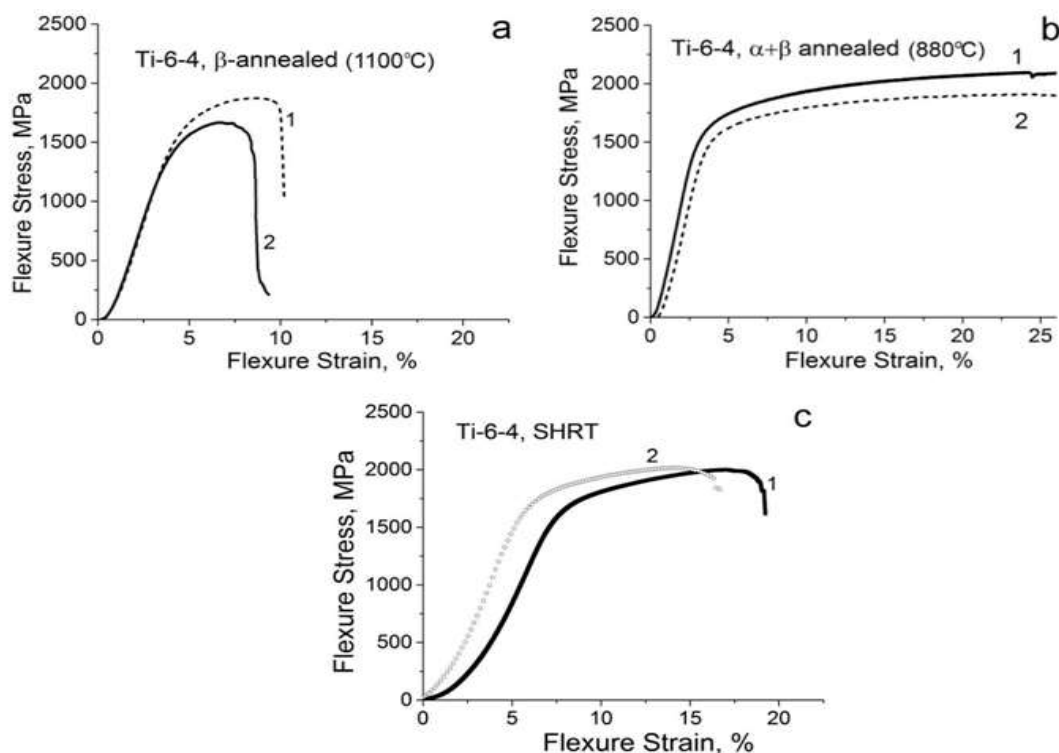 a
Ti-6-4, β-annealed (1100°C)
2500
2000
1500
1000
500
0
0 5 10 15 20
Flexure Stress, MPa
Flexure Strain, %
1
2
b
Ti-6-4, α+β annealed (880°C)
2500
2000
1500
1000
500
0
0 5 10 15 20 25
Flexure Stress, MPa
Flexure Strain, %
1
2
c
Ti-6-4, SHRT
2500
2000
1500
1000
500
0
0 5 10 15 20
Flexure Stress, MPa
Flexure Strain, %
2
1